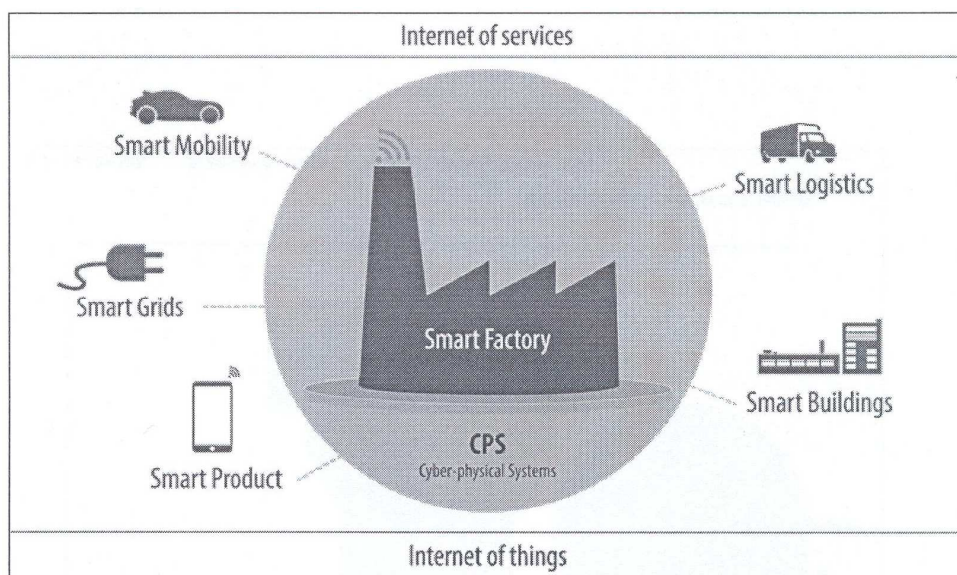 Internet of services
Smart Mobility
Smart Logistics
Smart Grids
Smart Factory
Smart Buildings
Smart Product
CPS
Cyber-physical Systems
Internet of things